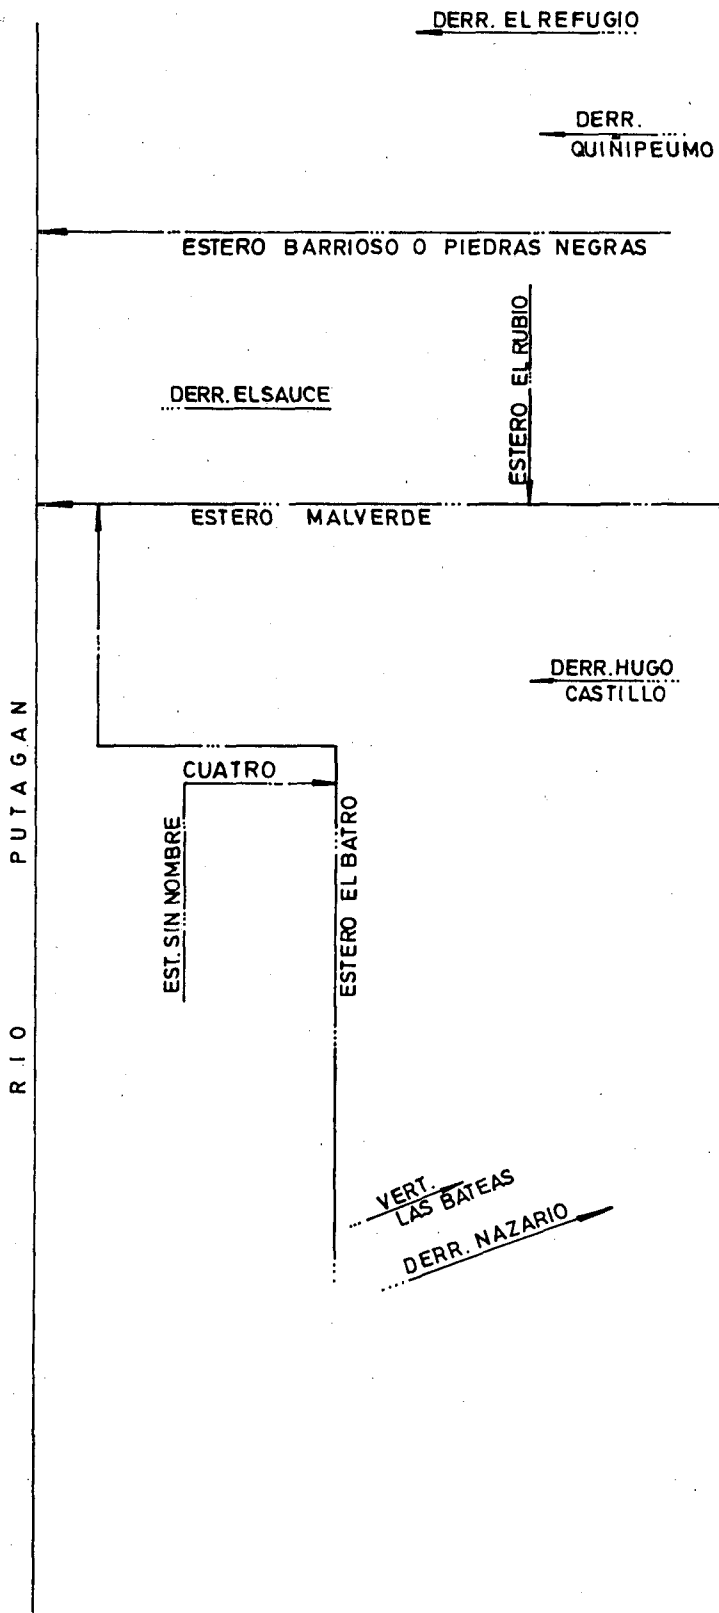 DERR. EL REFUGIO
DERR.
QUIÑIPEUMO
ESTERO BARRIOSO O PIEDRAS NEGRAS
ESTERO EL RUBIO
DERR. EL SAUCE
ESTERO MALVERDE
DERR. HUGO
CASTILLO
RIO PUTAGAN
CUATRO
EST. SIN NOMBRE
ESTERO EL BATRO
VERT.
LAS BATEAS
DERR. NAZARIO